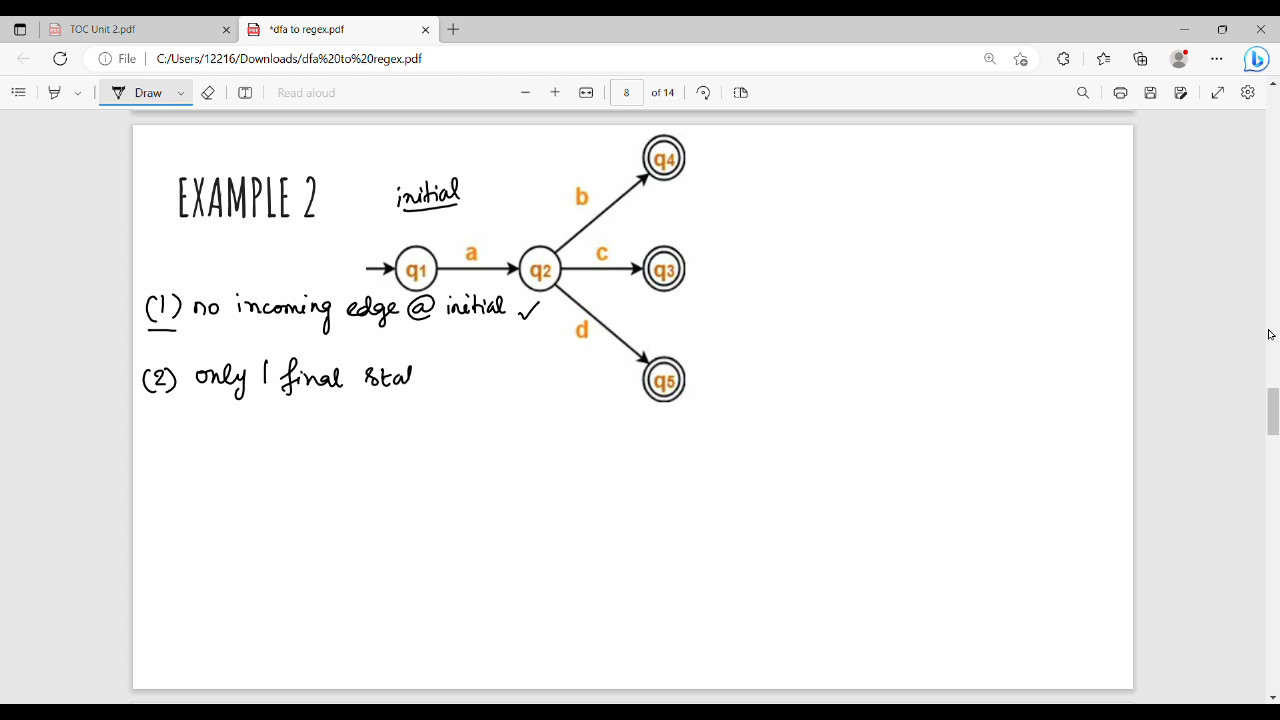 TOC Unit 2.pdf
*dfa to regex.pdf
File C:/Users/12216/Downloads/dfa%20to%20regex.pdf
Draw Read aloud 8 of 14
q4
EXAMPLE 2 initial b
a c
q1 q2 q3
(1) no incoming edge @ initial ✓
d
(2) only 1 final stat
q5